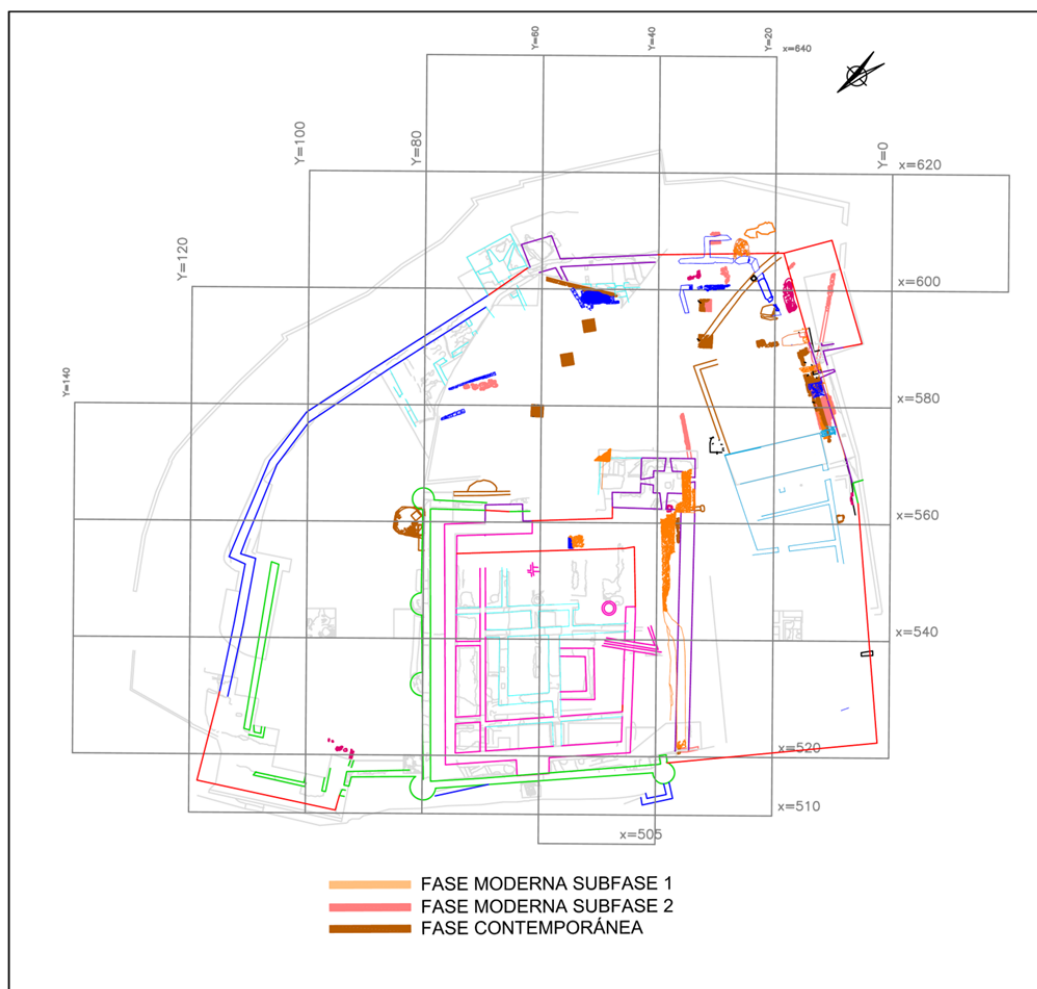 Y=60
Y=40
Y=20
x=640
Y=100
Y=80
Y=0
x=620
Y=120
x=600
Y=140
x=580
x=560
x=540
x=520
x=510
x=505
FASE MODERNA SUBFASE 1
FASE MODERNA SUBFASE 2
FASE CONTEMPORÁNEA